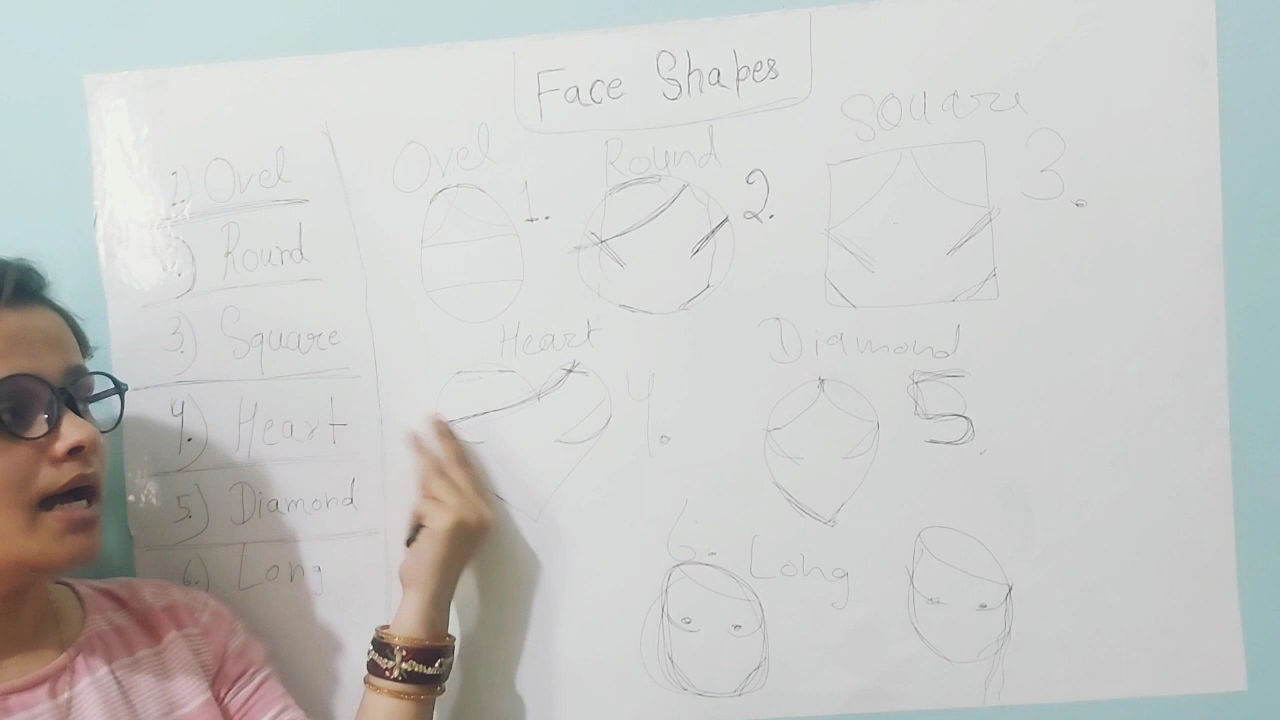 Face Shapes
1.) Ovel
2.) Round
3.) Square
4.) Heart
5.) Diamond
6.) Long
Ovel 1.
Round 2.
Square 3.
Heart 4.
Diamond 5.
6. Long